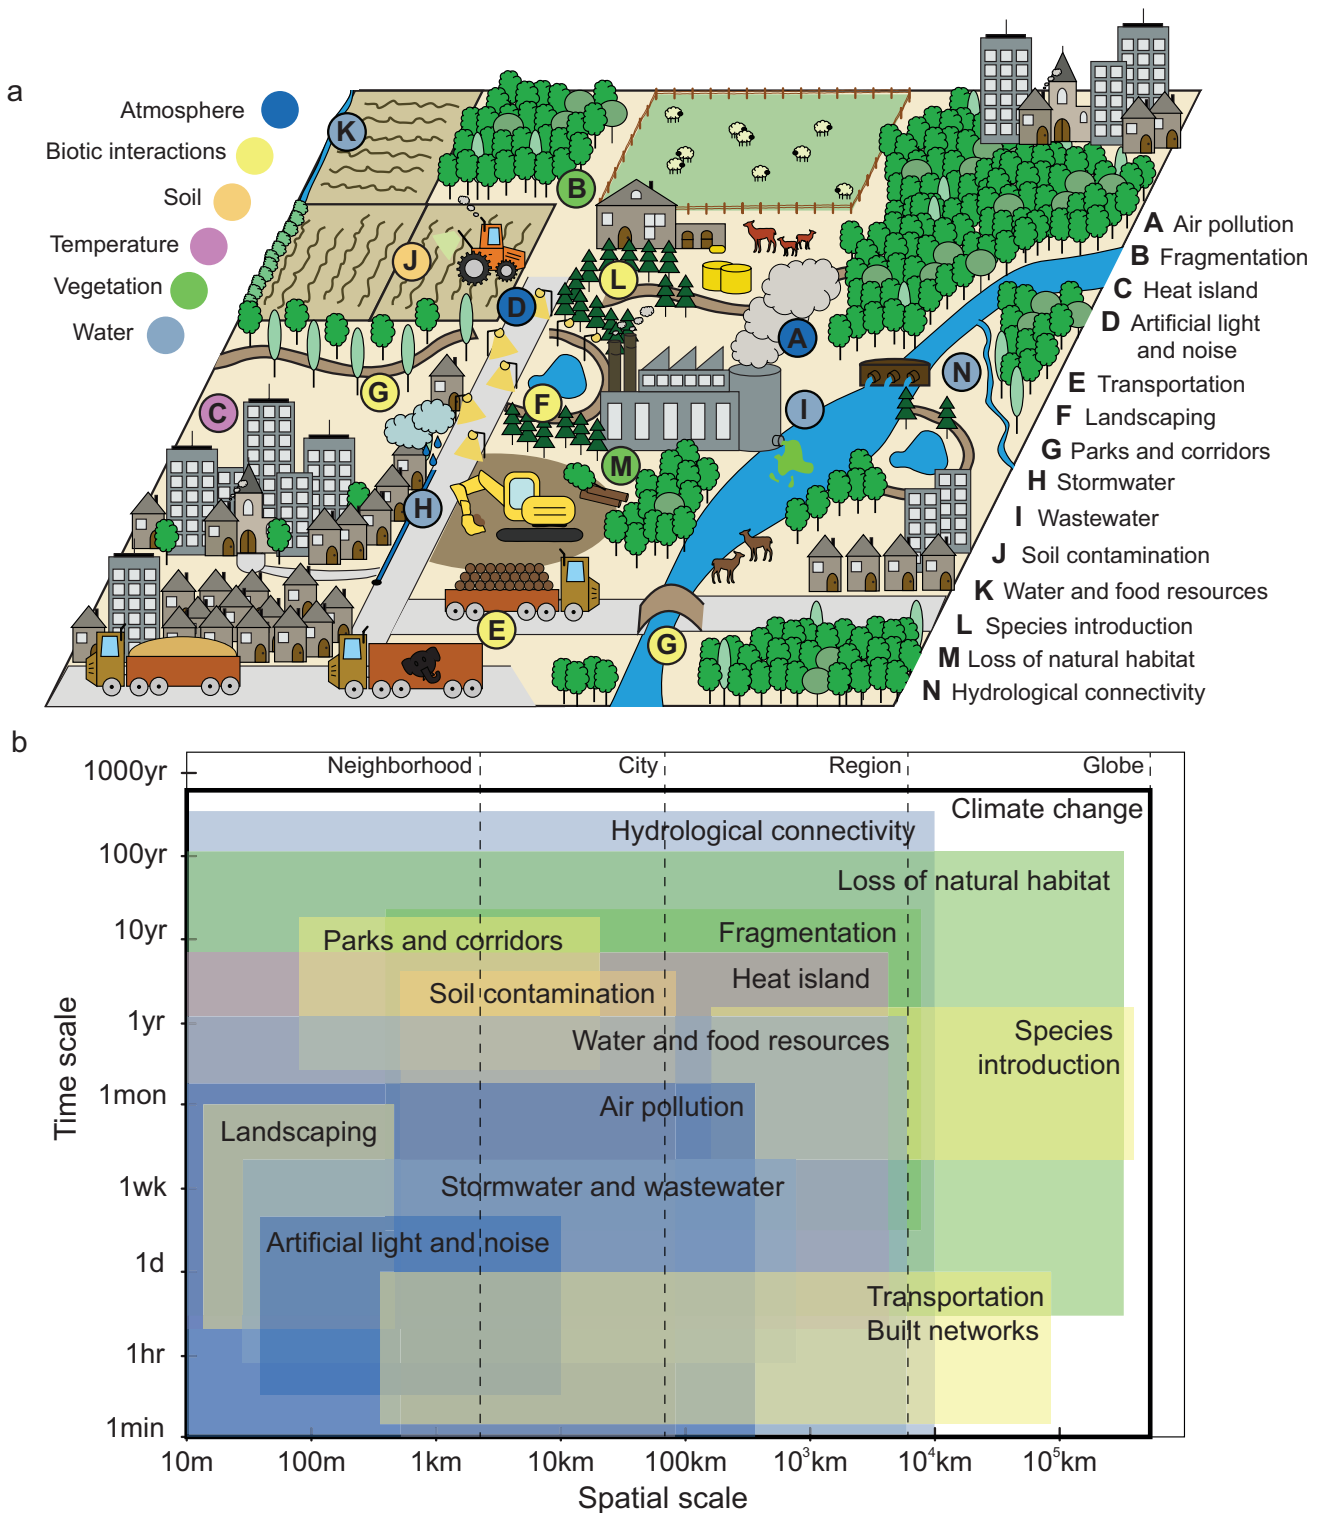 a
Atmosphere
Biotic interactions
Soil
Temperature
Vegetation
Water
K
B
J
L
D
A
N
G
F
C
I
M
H
E
G
A Air pollution
B Fragmentation
C Heat island
D Artificial light
and noise
E Transportation
F Landscaping
G Parks and corridors
H Stormwater
I Wastewater
J Soil contamination
K Water and food resources
L Species introduction
M Loss of natural habitat
N Hydrological connectivity
b
Neighborhood
City
Region
Globe
1000yr
100yr
10yr
1yr
1mon
1wk
1d
1hr
1min
Time scale
Climate change
Hydrological connectivity
Loss of natural habitat
Parks and corridors
Fragmentation
Heat island
Soil contamination
Water and food resources
Species
introduction
Air pollution
Landscaping
Stormwater and wastewater
Artificial light and noise
Transportation
Built networks
10m
100m
1km
10km
100km
10³km
10⁴km
10⁵km
Spatial scale